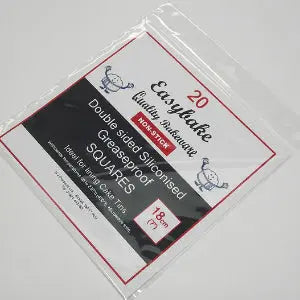 20
Easybake
Quality Bakeware
NON-STICK
Double sided Siliconised
Greaseproof
SQUARES
Ideal for lining Cake Tins
18cm
(7")